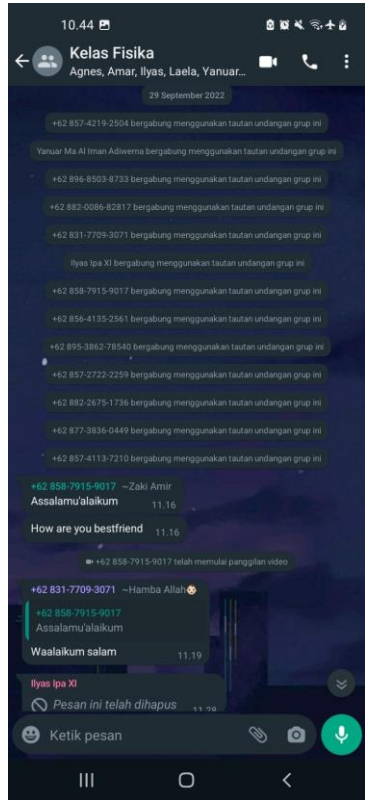 10.44
Kelas Fisika
Agnes, Amar, Ilyas, Laela, Yanuar...
29 September 2022
+62 857-4219-2504 bergabung menggunakan tautan undangan grup ini
Yanuar Ma Al Iman Adiwerna bergabung menggunakan tautan undangan grup ini
+62 896-8503-8733 bergabung menggunakan tautan undangan grup ini
+62 882-0086-82817 bergabung menggunakan tautan undangan grup ini
+62 831-7709-3071 bergabung menggunakan tautan undangan grup ini
Ilyas Ipa XI bergabung menggunakan tautan undangan grup ini
+62 858-7915-9017 bergabung menggunakan tautan undangan grup ini
+62 856-4135-2561 bergabung menggunakan tautan undangan grup ini
+62 895-3862-78540 bergabung menggunakan tautan undangan grup ini
+62 857-2722-2259 bergabung menggunakan tautan undangan grup ini
+62 882-2675-1736 bergabung menggunakan tautan undangan grup ini
+62 877-3836-0449 bergabung menggunakan tautan undangan grup ini
+62 857-4113-7210 bergabung menggunakan tautan undangan grup ini
+62 858-7915-9017 ~Zaki Amir
Assalamu'alaikum 11.16
How are you bestfriend 11.16
+62 858-7915-9017 telah memulai panggilan video
+62 831-7709-3071 ~Hamba Allah
+62 858-7915-9017
Assalamu'alaikum
Waalaikum salam 11.19
Ilyas Ipa XI
Pesan ini telah dihapus 11.29
Ketik pesan